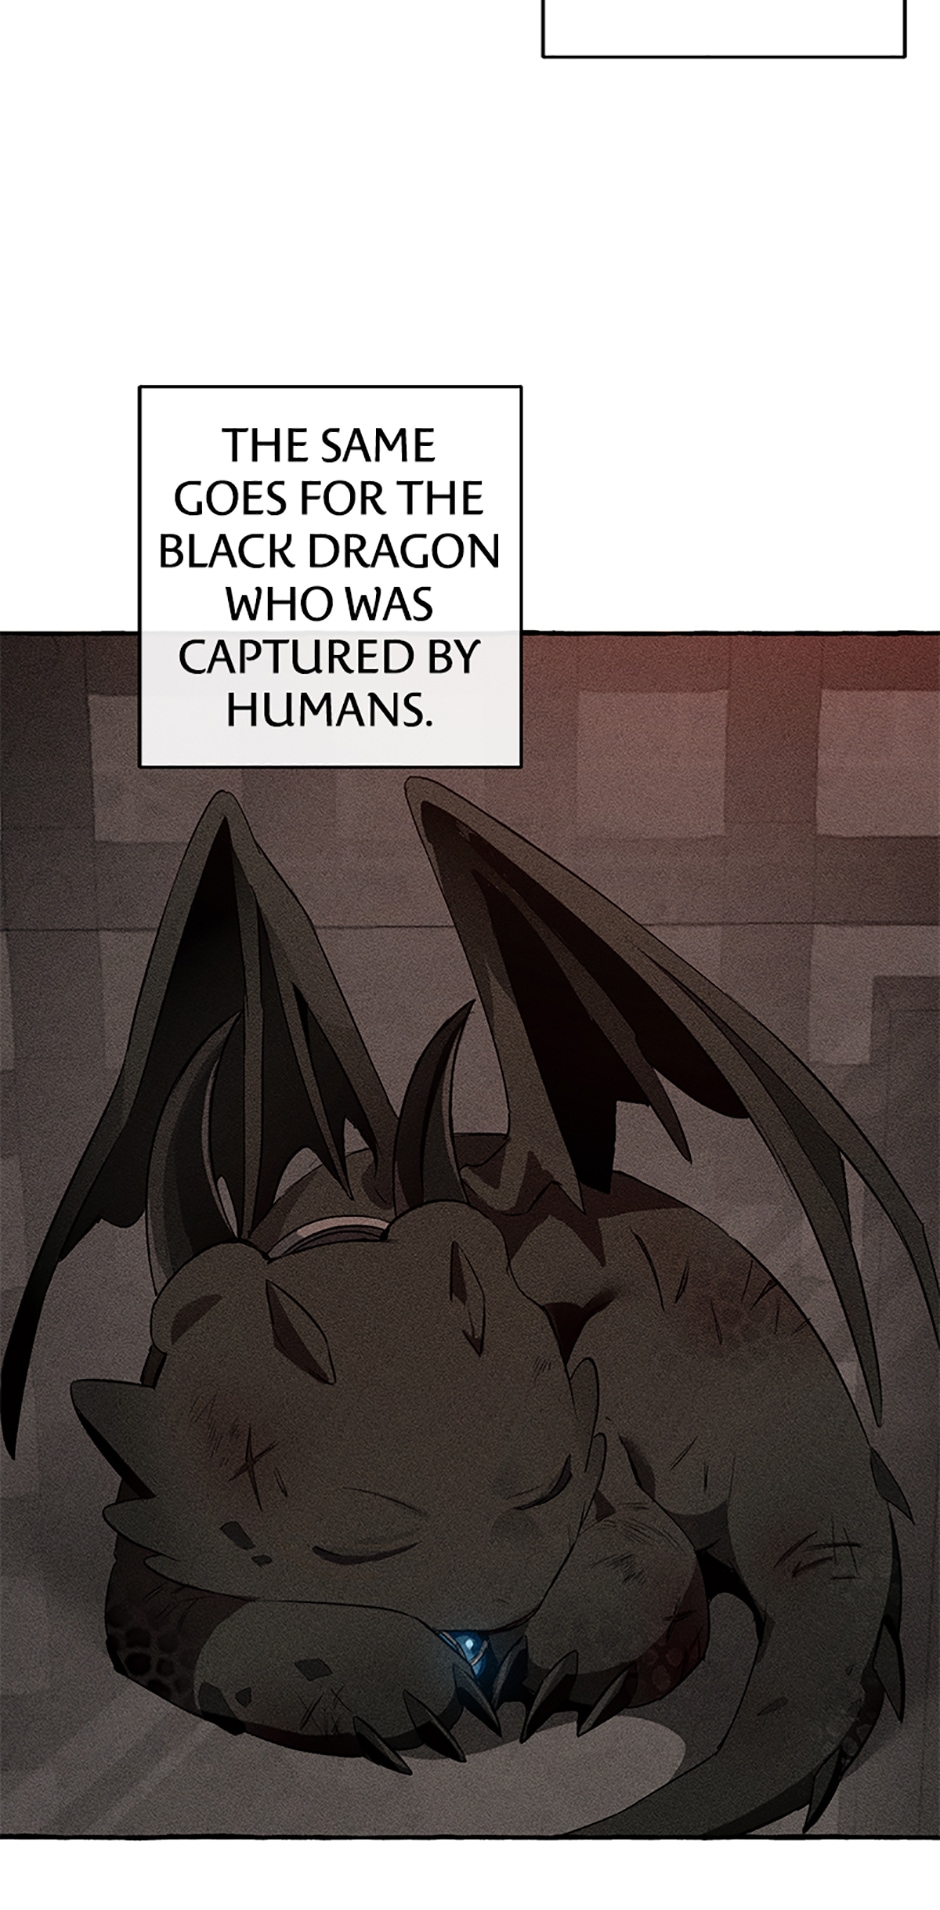 THE SAME
GOES FOR THE
BLACK DRAGON
WHO WAS
CAPTURED BY
HUMANS.